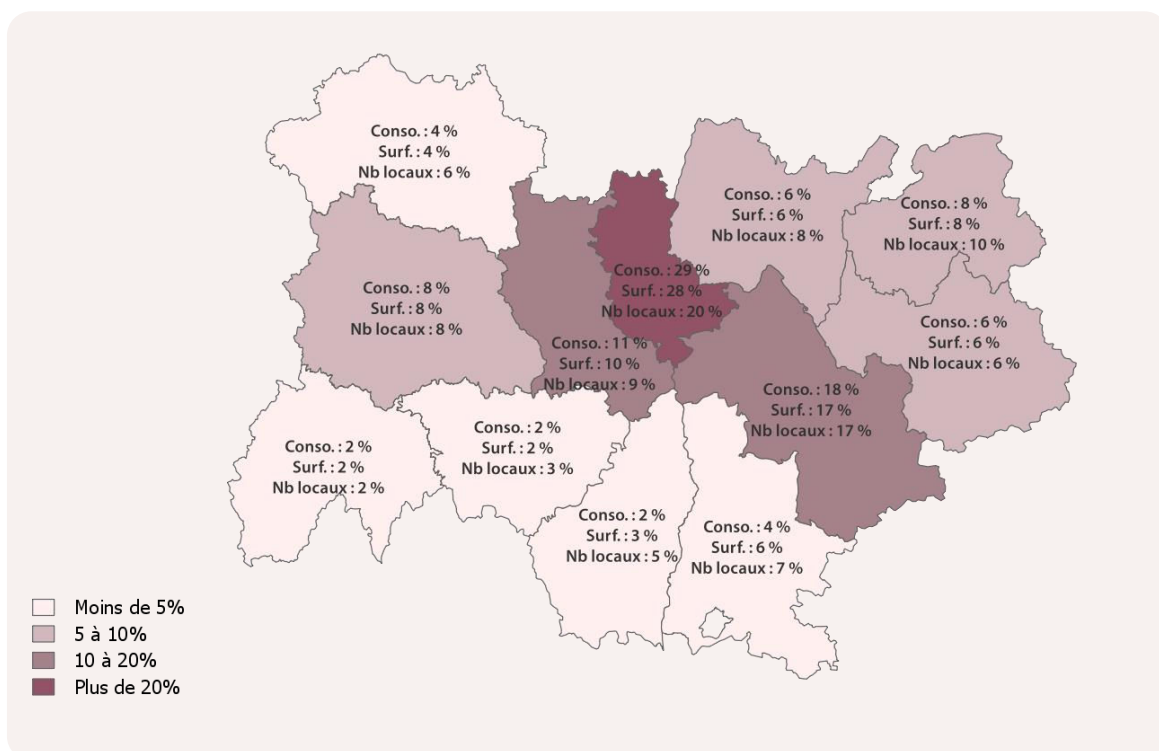 Conso. : 4 %
Surf. : 4 %
Nb locaux : 6 %
Conso. : 6 %
Surf. : 6 %
Nb locaux : 8 %
Conso. : 8 %
Surf. : 8 %
Nb locaux : 10 %
Conso. : 29 %
Surf. : 28 %
Nb locaux : 20 %
Conso. : 8 %
Surf. : 8 %
Nb locaux : 8 %
Conso. : 11 %
Surf. : 10 %
Nb locaux : 9 %
Conso. : 6 %
Surf. : 6 %
Nb locaux : 6 %
Conso. : 18 %
Surf. : 17 %
Nb locaux : 17 %
Conso. : 2 %
Surf. : 2 %
Nb locaux : 2 %
Conso. : 2 %
Surf. : 2 %
Nb locaux : 3 %
Conso. : 2 %
Surf. : 3 %
Nb locaux : 5 %
Conso. : 4 %
Surf. : 6 %
Nb locaux : 7 %
Moins de 5%
5 à 10%
10 à 20%
Plus de 20%